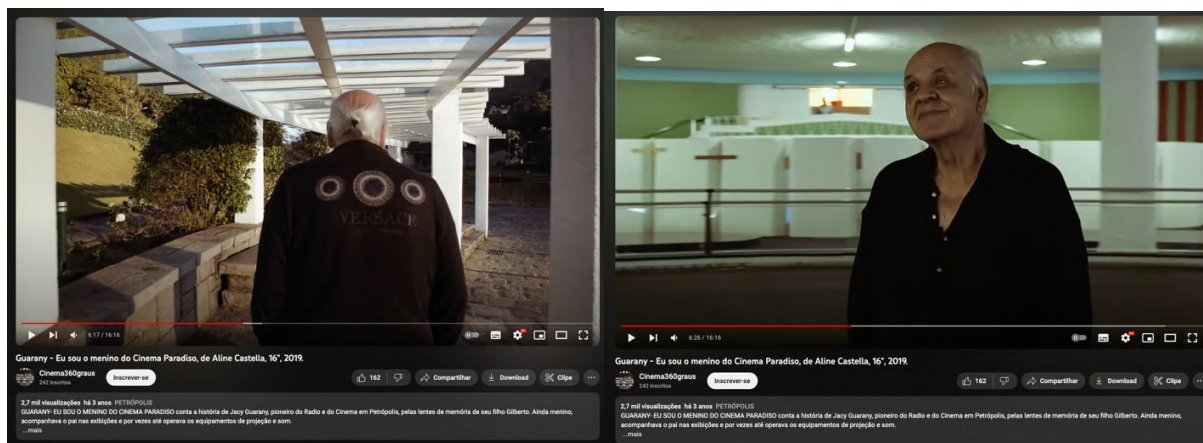 VERSACE
6:17 / 16:16
Guarany - Eu sou o menino do Cinema Paradiso, de Aline Castella, 16", 2019.
Cinema360graus
242 inscritos
Inscrever-se
162
Compartilhar
Download
Clipe
2,7 mil visualizações há 3 anos PETRÓPOLIS
GUARANY- EU SOU O MENINO DO CINEMA PARADISO conta a história de Jacy Guarany, pioneiro do Radio e do Cinema em Petrópolis, pelas lentes de memória de seu filho Gilberto. Ainda menino,
acompanhava o pai nas exibições e por vezes até operava os equipamentos de projeção e som.
...mais
6:26 / 16:16
Guarany - Eu sou o menino do Cinema Paradiso, de Aline Castella, 16", 2019.
Cinema360graus
242 inscritos
Inscrever-se
162
Compartilhar
Download
Clipe
2,7 mil visualizações há 3 anos PETRÓPOLIS
GUARANY- EU SOU O MENINO DO CINEMA PARADISO conta a história de Jacy Guarany, pioneiro do Radio e do Cinema em Petrópolis, pelas lentes de memória de seu filho Gilberto. Ainda menino,
acompanhava o pai nas exibições e por vezes até operava os equipamentos de projeção e som.
...mais